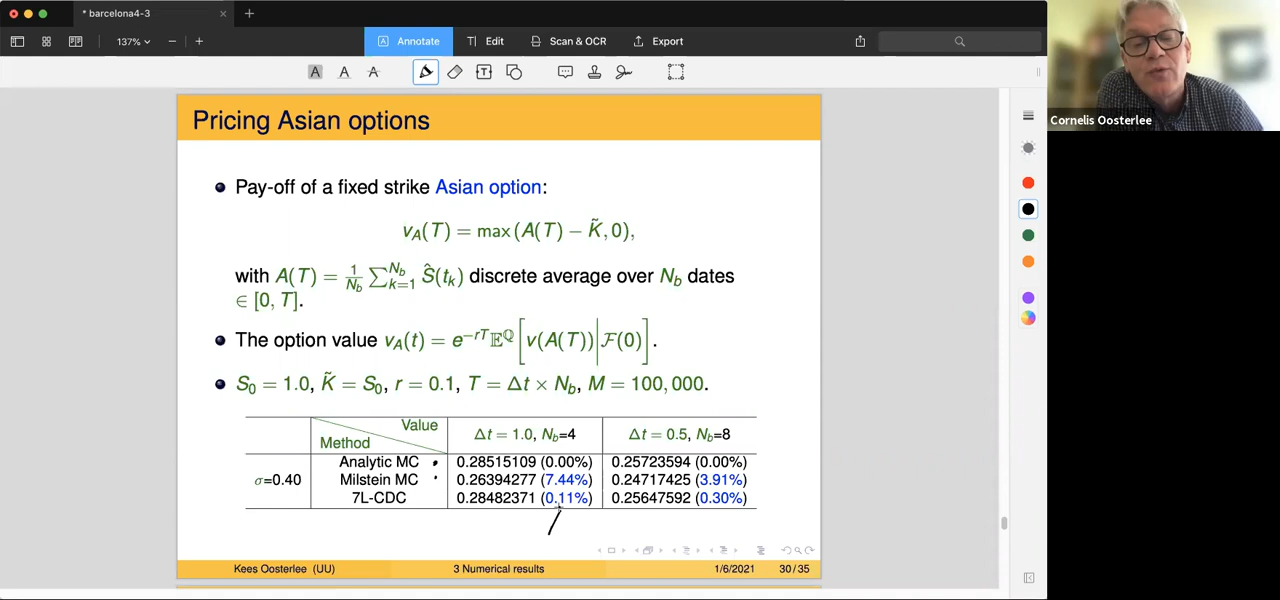 * barcelona4-3
137%
Annotate
Edit
Scan & OCR
Export
Cornelis Oosterlee
Pricing Asian options
Pay-off of a fixed strike Asian option:
v_A(T) = max (A(T) − K̃, 0),
with A(T) = 1/N_b ∑_{k=1}^{N_b} Ŝ(t_k) discrete average over N_b dates
∈ [0, T].
The option value v_A(t) = e^{−rT} 𝔼^ℚ [ v(A(T)) | 𝓕(0) ].
S_0 = 1.0, K̃ = S_0, r = 0.1, T = Δt × N_b, M = 100,000.
Value
Method
Δt = 1.0, N_b=4
Δt = 0.5, N_b=8
σ=0.40
Analytic MC 0.28515109 (0.00%) 0.25723594 (0.00%)
Milstein MC 0.26394277 (7.44%) 0.24717425 (3.91%)
7L-CDC 0.28482371 (0.11%) 0.25647592 (0.30%)
Kees Oosterlee (UU) 3 Numerical results 1/6/2021 30/35